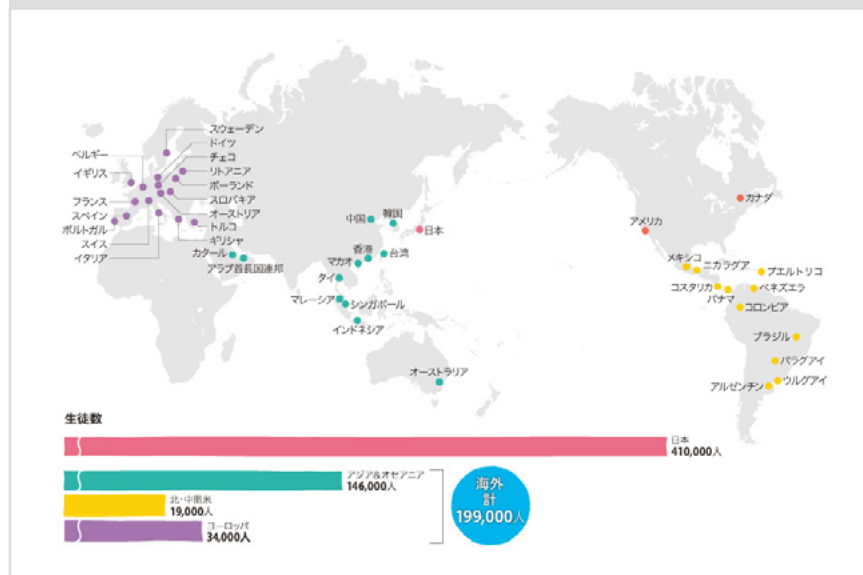 スウェーデン
ドイツ
チェコ
リトアニア
ポーランド
スロバキア
オーストリア
トルコ
ギリシャ
ベルギー
イギリス
フランス
スペイン
ポルトガル
スイス
イタリア
カタール
アラブ首長国連邦
中国
韓国
日本
香港
マカオ
台湾
タイ
マレーシア
シンガポール
インドネシア
オーストラリア
カナダ
アメリカ
メキシコ
ニカラグア
プエルトリコ
コスタリカ
パナマ
ベネズエラ
コロンビア
ブラジル
パラグアイ
アルゼンチン
ウルグアイ
生徒数
日本
410,000人
アジア&オセアニア
146,000人
北・中南米
19,000人
ヨーロッパ
34,000人
海外
計
199,000人